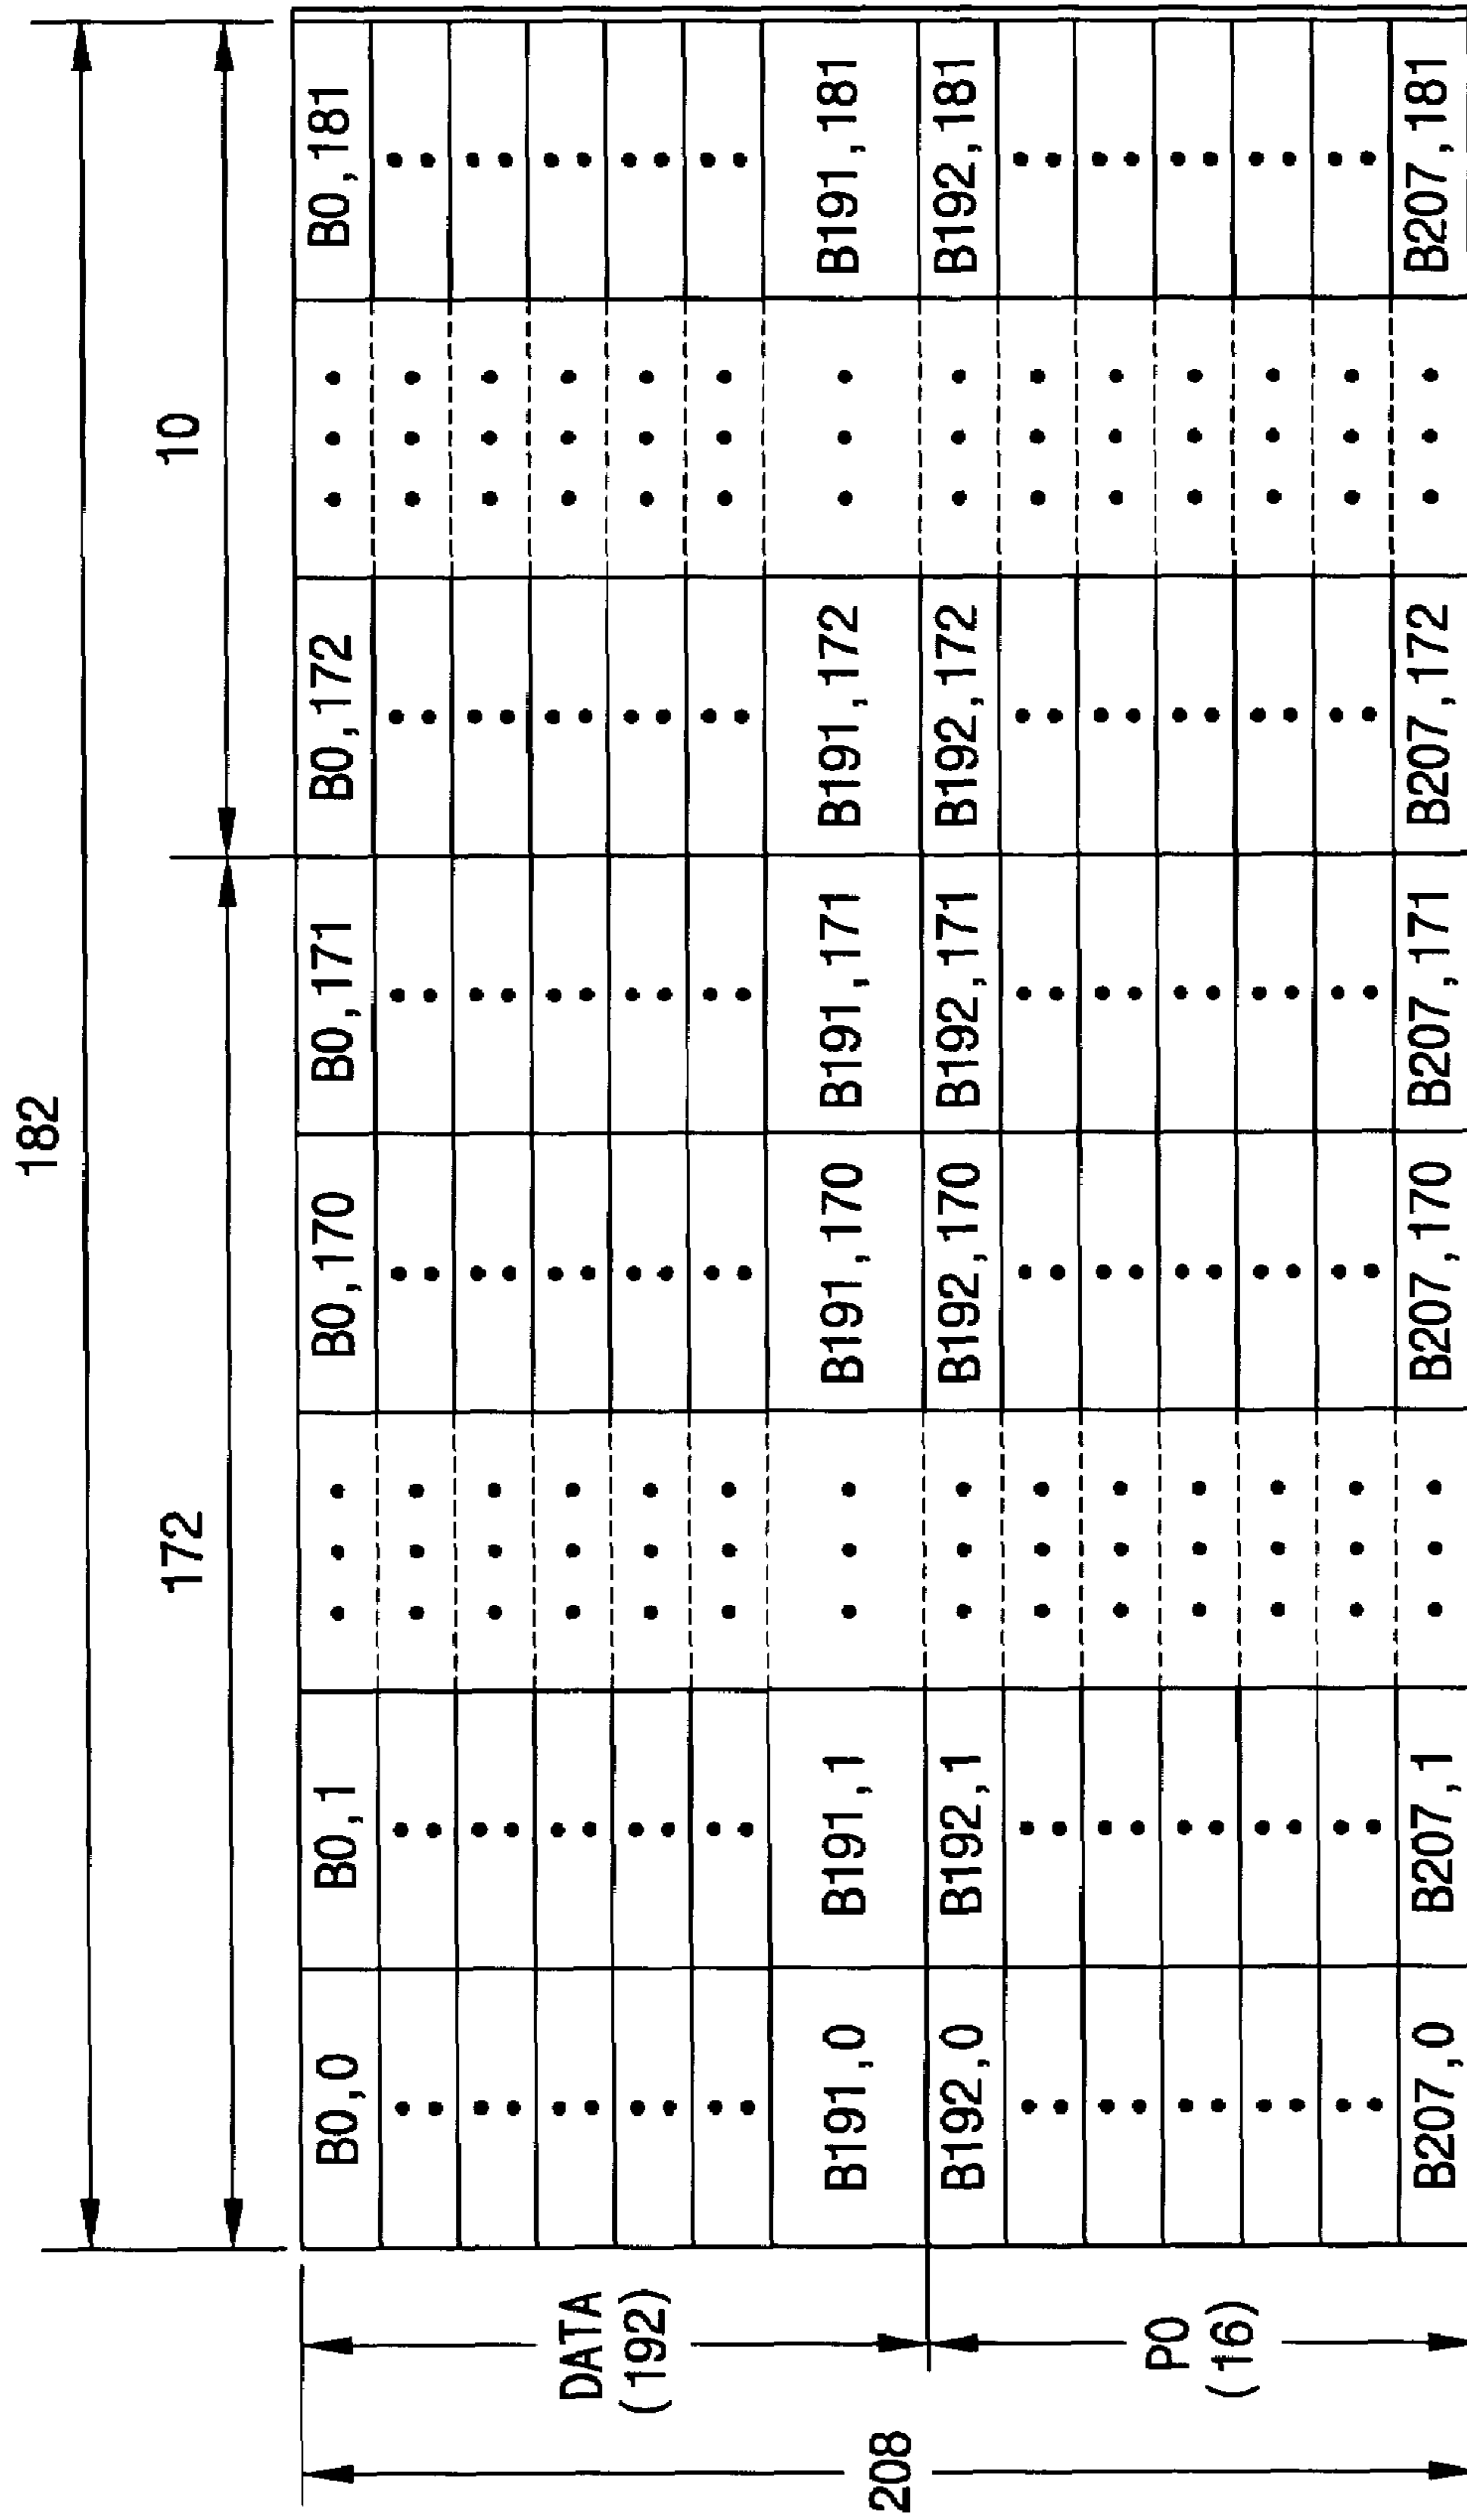 182
172 10
B0,0 B0,1 B0,170 B0,171 B0,172 B0,181
DATA
(192)
B191,0 B191,1 B191,170 B191,171 B191,172 B191,181
208
B192,0 B192,1 B192,170 B192,171 B192,172 B192,181
PO
(16)
B207,0 B207,1 B207,170 B207,171 B207,172 B207,181